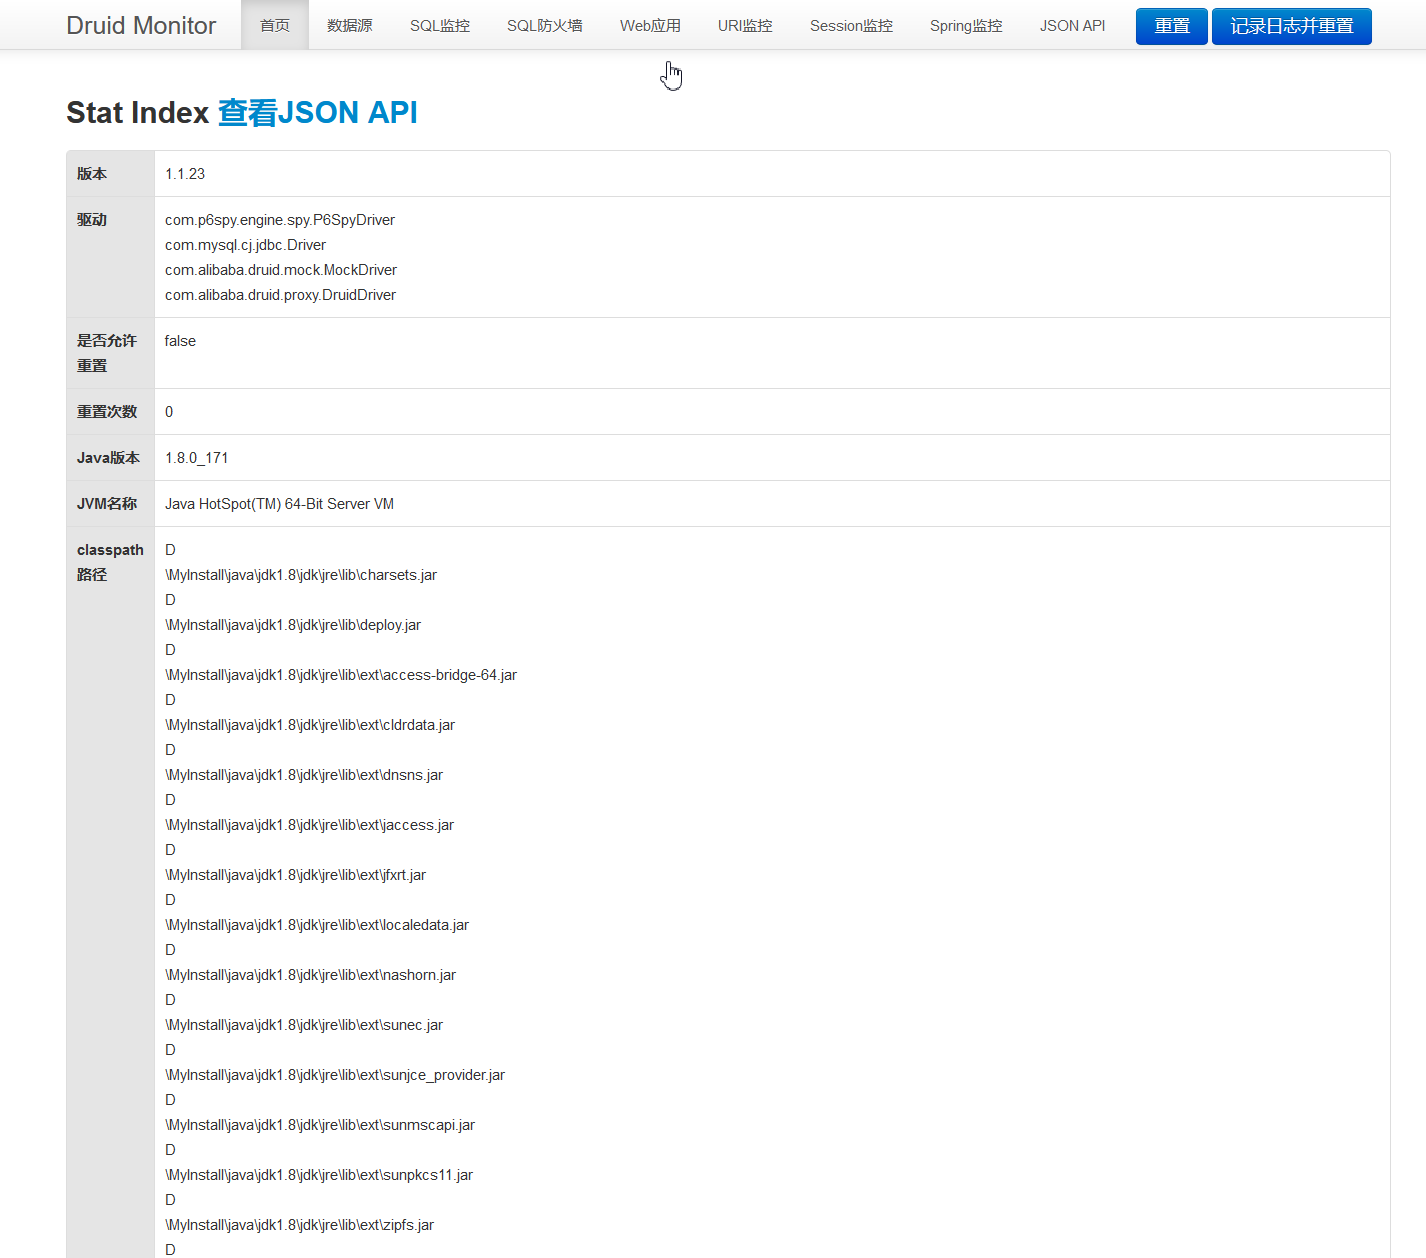 Druid Monitor 首页 数据源 SQL监控 SQL防火墙 Web应用 URI监控 Session监控 Spring监控 JSON API 重置 记录日志并重置
Stat Index 查看JSON API
版本 1.1.23
驱动 com.p6spy.engine.spy.P6SpyDriver
com.mysql.cj.jdbc.Driver
com.alibaba.druid.mock.MockDriver
com.alibaba.druid.proxy.DruidDriver
是否允许 false
重置
重置次数 0
Java版本 1.8.0_171
JVM名称 Java HotSpot(TM) 64-Bit Server VM
classpath D
路径 \MyInstall\java\jdk1.8\jdk\jre\lib\charsets.jar
D
\MyInstall\java\jdk1.8\jdk\jre\lib\deploy.jar
D
\MyInstall\java\jdk1.8\jdk\jre\lib\ext\access-bridge-64.jar
D
\MyInstall\java\jdk1.8\jdk\jre\lib\ext\cldrdata.jar
D
\MyInstall\java\jdk1.8\jdk\jre\lib\ext\dnsns.jar
D
\MyInstall\java\jdk1.8\jdk\jre\lib\ext\jaccess.jar
D
\MyInstall\java\jdk1.8\jdk\jre\lib\ext\jfxrt.jar
D
\MyInstall\java\jdk1.8\jdk\jre\lib\ext\localedata.jar
D
\MyInstall\java\jdk1.8\jdk\jre\lib\ext\nashorn.jar
D
\MyInstall\java\jdk1.8\jdk\jre\lib\ext\sunec.jar
D
\MyInstall\java\jdk1.8\jdk\jre\lib\ext\sunjce_provider.jar
D
\MyInstall\java\jdk1.8\jdk\jre\lib\ext\sunmscapi.jar
D
\MyInstall\java\jdk1.8\jdk\jre\lib\ext\sunpkcs11.jar
D
\MyInstall\java\jdk1.8\jdk\jre\lib\ext\zipfs.jar
D